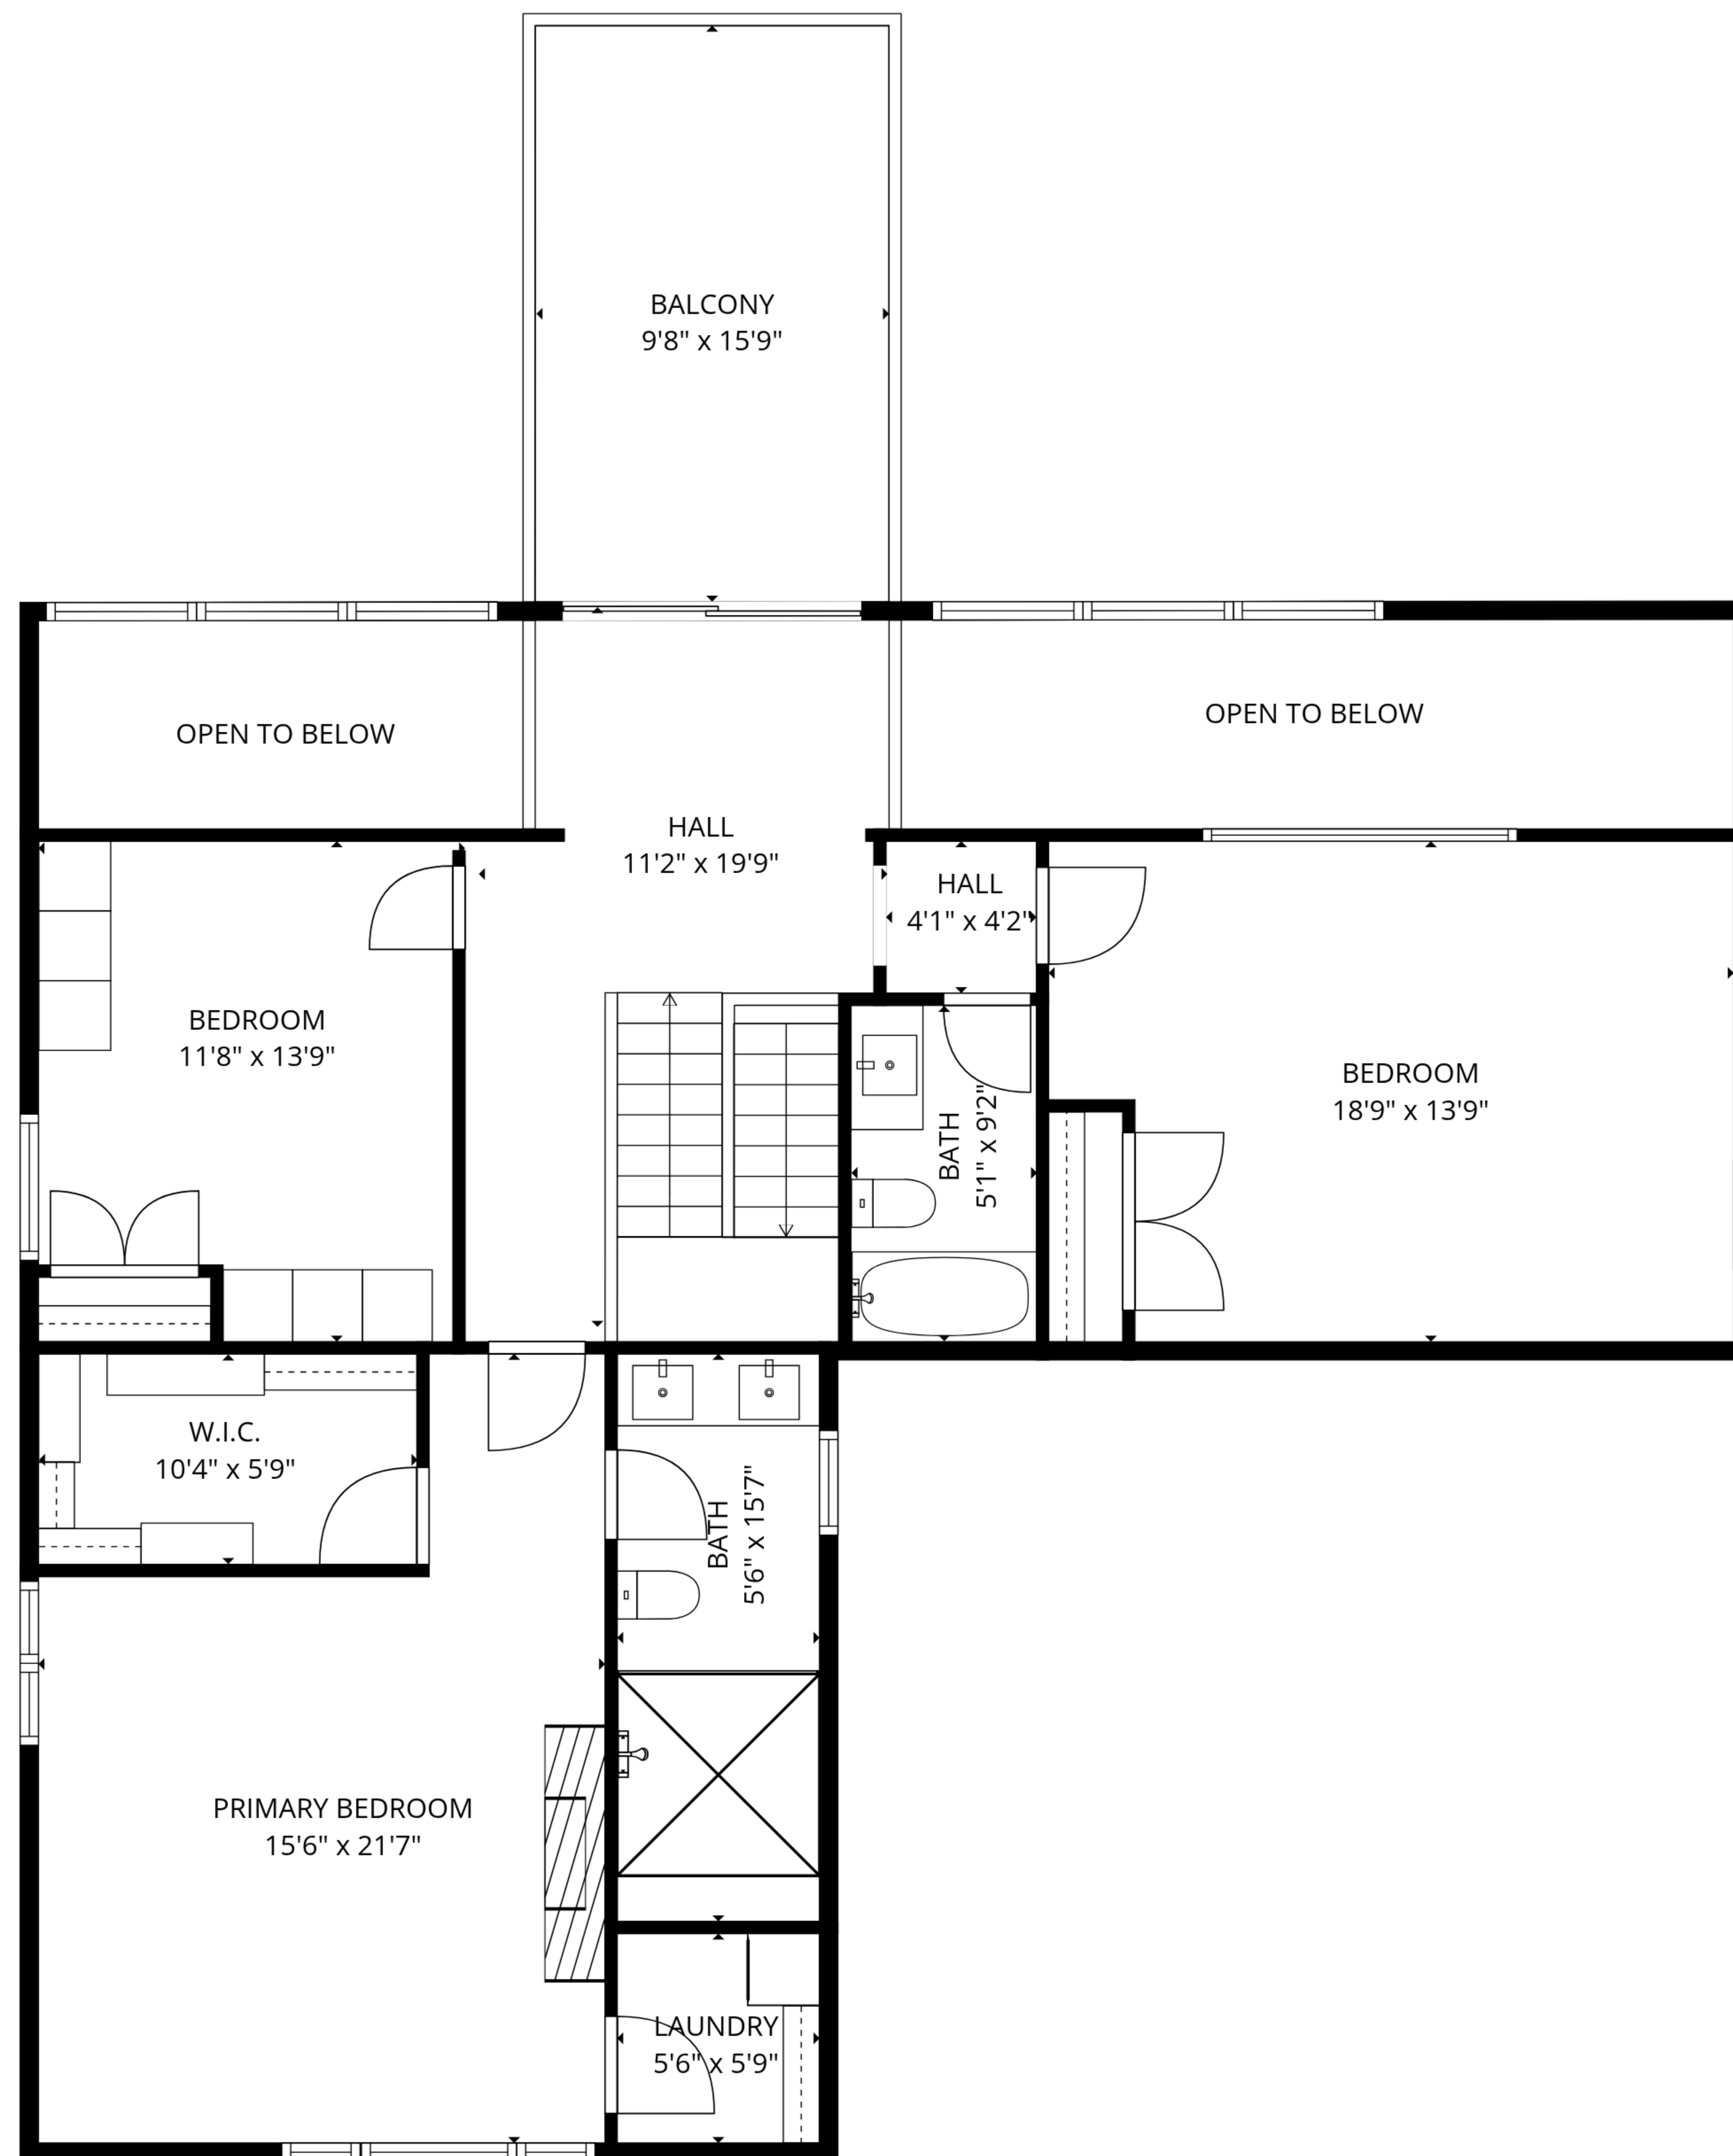 BALCONY
9'8" x 15'9"
OPEN TO BELOW
OPEN TO BELOW
HALL
11'2" x 19'9"
HALL
4'1" x 4'2"
BEDROOM
11'8" x 13'9"
BATH
5'1" x 9'2"
BEDROOM
18'9" x 13'9"
W.I.C.
10'4" x 5'9"
BATH
5'6" x 15'7"
PRIMARY BEDROOM
15'6" x 21'7"
LAUNDRY
5'6" x 5'9"